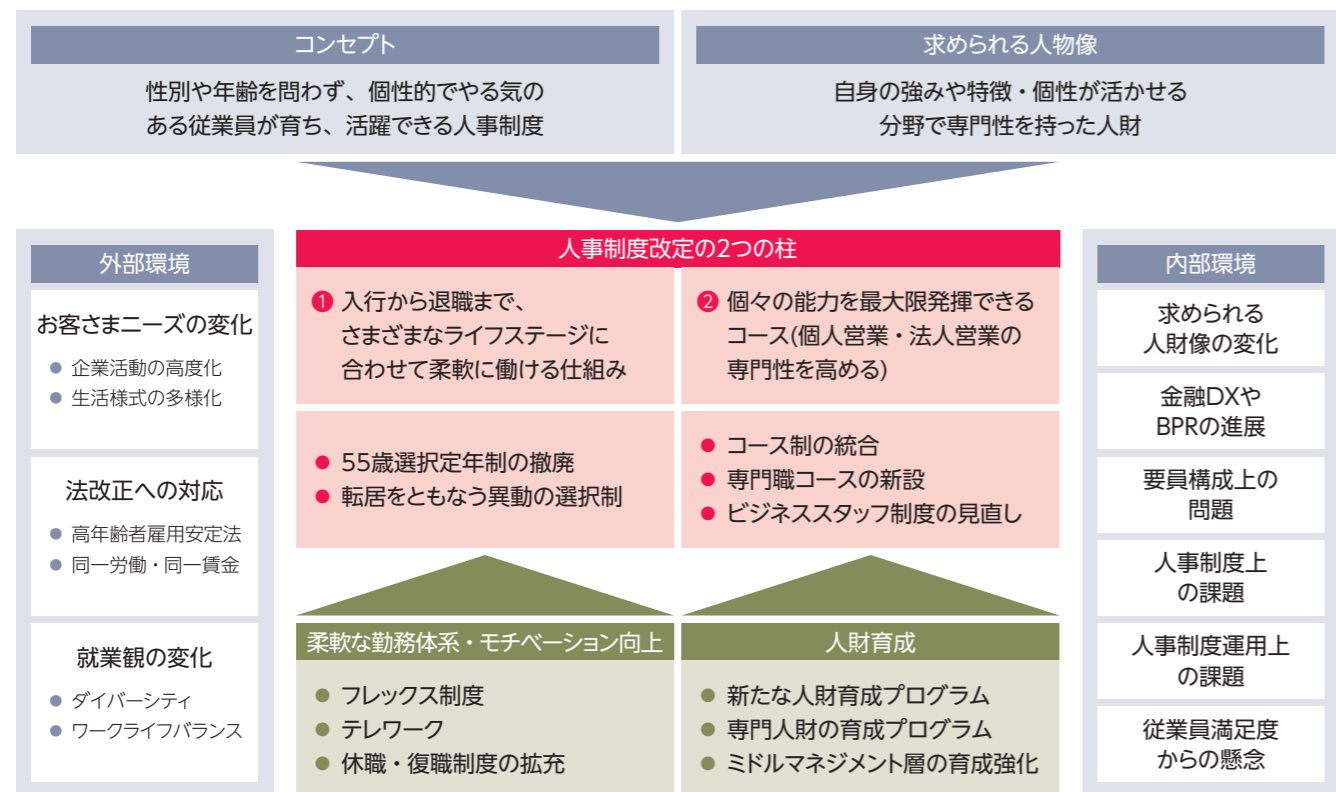 コンセプト
性別や年齢を問わず、個性的でやる気の
ある従業員が育ち、活躍できる人事制度
求められる人物像
自身の強みや特徴・個性が活かせる
分野で専門性を持った人財
外部環境
お客さまニーズの変化
● 企業活動の高度化
● 生活様式の多様化
法改正への対応
● 高年齢者雇用安定法
● 同一労働・同一賃金
就業観の変化
● ダイバーシティ
● ワークライフバランス
人事制度改定の2つの柱
❶ 入行から退職まで、
さまざまなライフステージに
合わせて柔軟に働ける仕組み
● 55歳選択定年制の撤廃
● 転居をともなう異動の選択制
❷ 個々の能力を最大限発揮できる
コース(個人営業・法人営業の
専門性を高める)
● コース制の統合
● 専門職コースの新設
● ビジネススタッフ制度の見直し
柔軟な勤務体系・モチベーション向上
● フレックス制度
● テレワーク
● 休職・復職制度の拡充
人財育成
● 新たな人財育成プログラム
● 専門人財の育成プログラム
● ミドルマネジメント層の育成強化
内部環境
求められる
人財像の変化
金融DXや
BPRの進展
要員構成上の
問題
人事制度上
の課題
人事制度運用上
の課題
従業員満足度
からの懸念